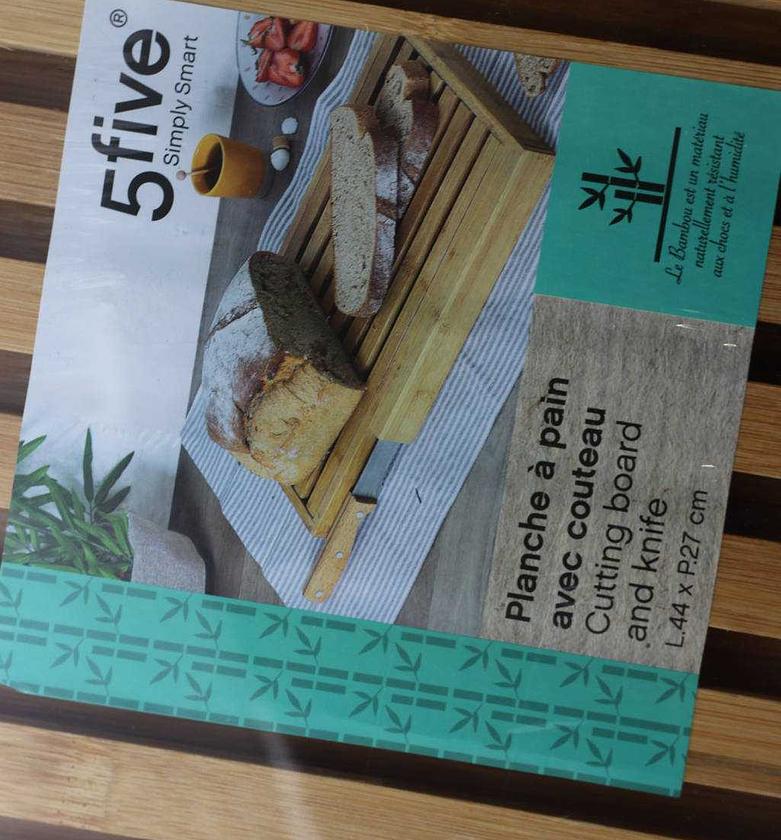 5five®
Simply Smart
Le Bambou est un matériau
naturellement résistant
aux chocs et à l'humidité
Planche à pain
avec couteau
Cutting board
and knife
L.44 x P.27 cm